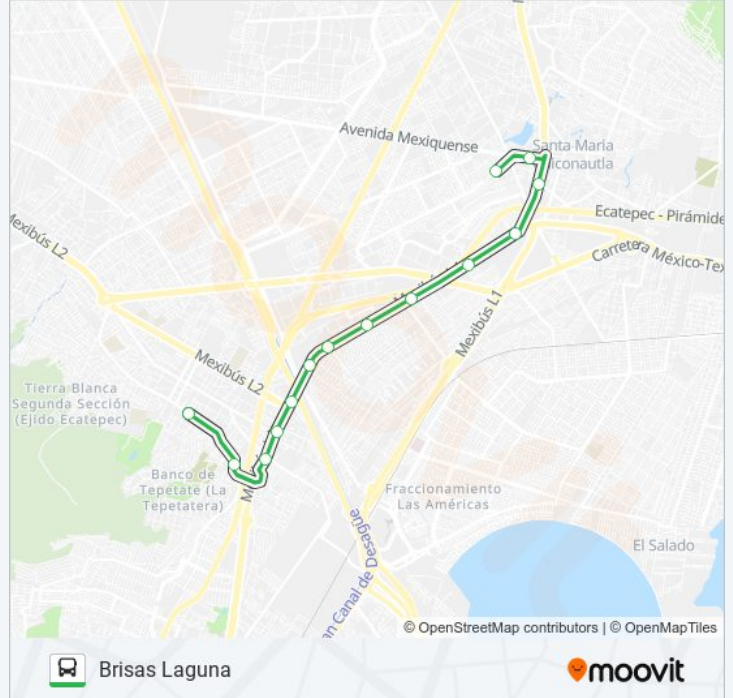 Avenida Mexiquense
Santa María
Ecatepec - Pirámide
Carretera México-Tex
Mexibús L2
Mexibús L1
Mexibús L2
Tierra Blanca
Segunda Sección
(Ejido Ecatepec)
Banco de
Tepetate (La
Tepetatera)
Fraccionamiento
Las Américas
El Salado
an Canal de Desagüe
© OpenStreetMap contributors | © OpenMapTiles
Brisas Laguna
moovit